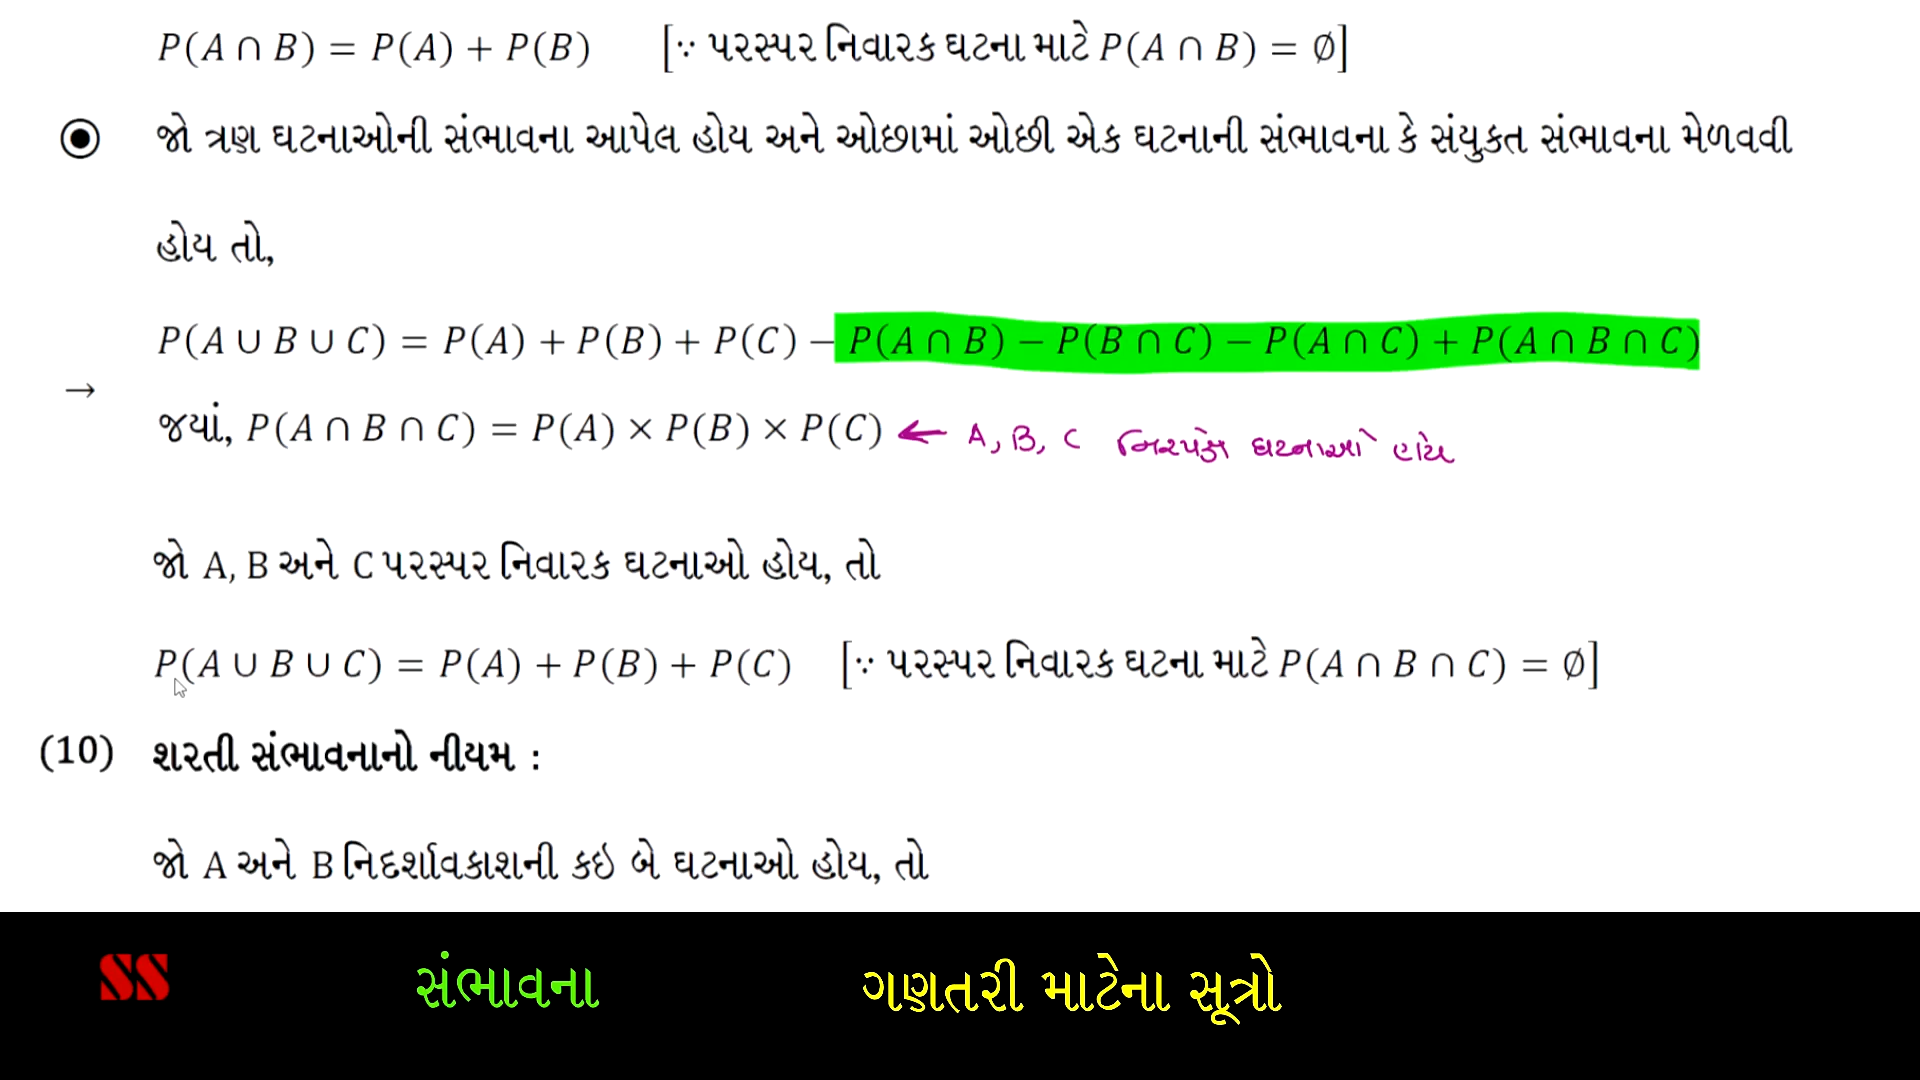 P(A ∩ B) = P(A) + P(B) [∵ પરસ્પર નિવારક ઘટના માટે P(A ∩ B) = ∅]
જો ત્રણ ઘટનાઓની સંભાવના આપેલ હોય અને ઓછામાં ઓછી એક ઘટનાની સંભાવના કે સંયુક્ત સંભાવના મેળવવી
હોય તો,
P(A ∪ B ∪ C) = P(A) + P(B) + P(C) − P(A ∩ B) − P(B ∩ C) − P(A ∩ C) + P(A ∩ B ∩ C)
→
જયાં, P(A ∩ B ∩ C) = P(A) × P(B) × P(C) ← A, B, C નિરપેક્ષ ઘટનાઓ હોય
જો A, B અને C પરસ્પર નિવારક ઘટનાઓ હોય, તો
P(A ∪ B ∪ C) = P(A) + P(B) + P(C) [∵ પરસ્પર નિવારક ઘટના માટે P(A ∩ B ∩ C) = ∅]
(10) શરતી સંભાવનાનો નીયમ :
જો A અને B નિદર્શાવકાશની કઇ બે ઘટનાઓ હોય, તો
SS સંભાવના ગણતરી માટેના સૂત્રો